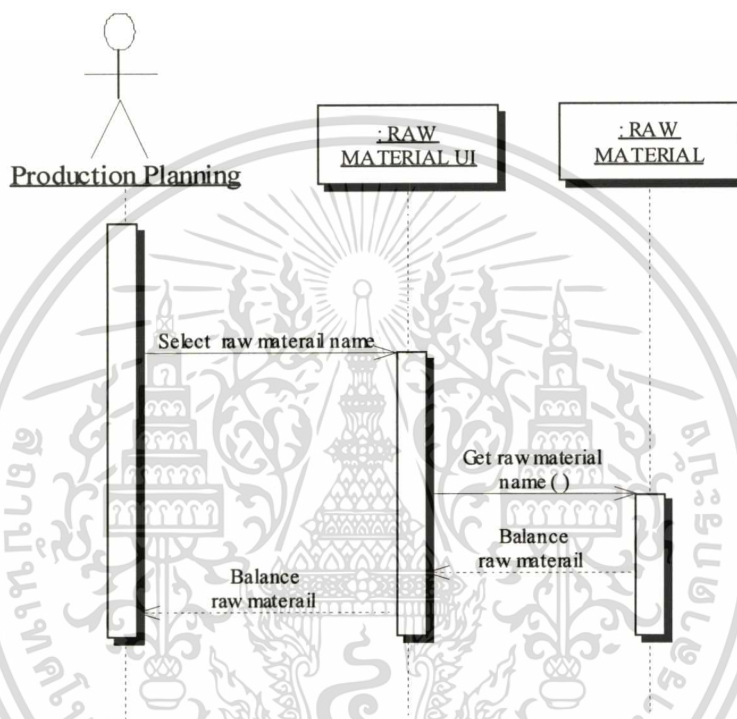 Production Planning
: RAW
MATERIAL UI
: RAW
MATERIAL
Select raw materail name
Get raw material
name ( )
Balance
raw materail
Balance
raw materail